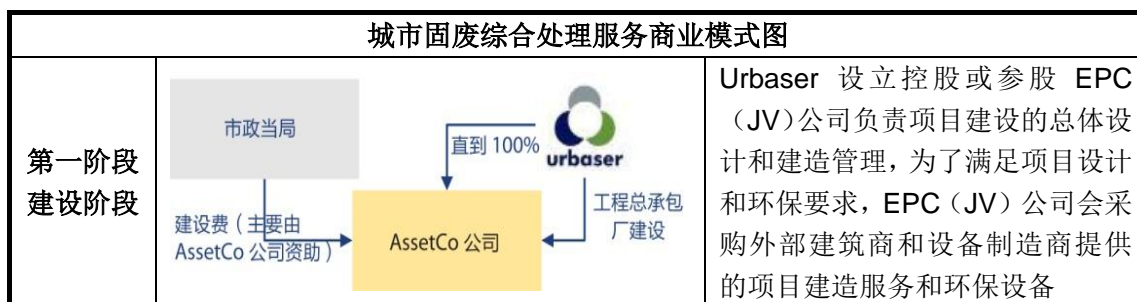 城市固废综合处理服务商业模式图
第一阶段
建设阶段
市政当局
直到 100%
urbaser
建设费（主要由
AssetCo 公司资助）
AssetCo 公司
工程总承包
厂建设
Urbaser 设立控股或参股 EPC
（JV）公司负责项目建设的总体设
计和建造管理，为了满足项目设计
和环保要求，EPC（JV）公司会采
购外部建筑商和设备制造商提供
的项目建造服务和环保设备